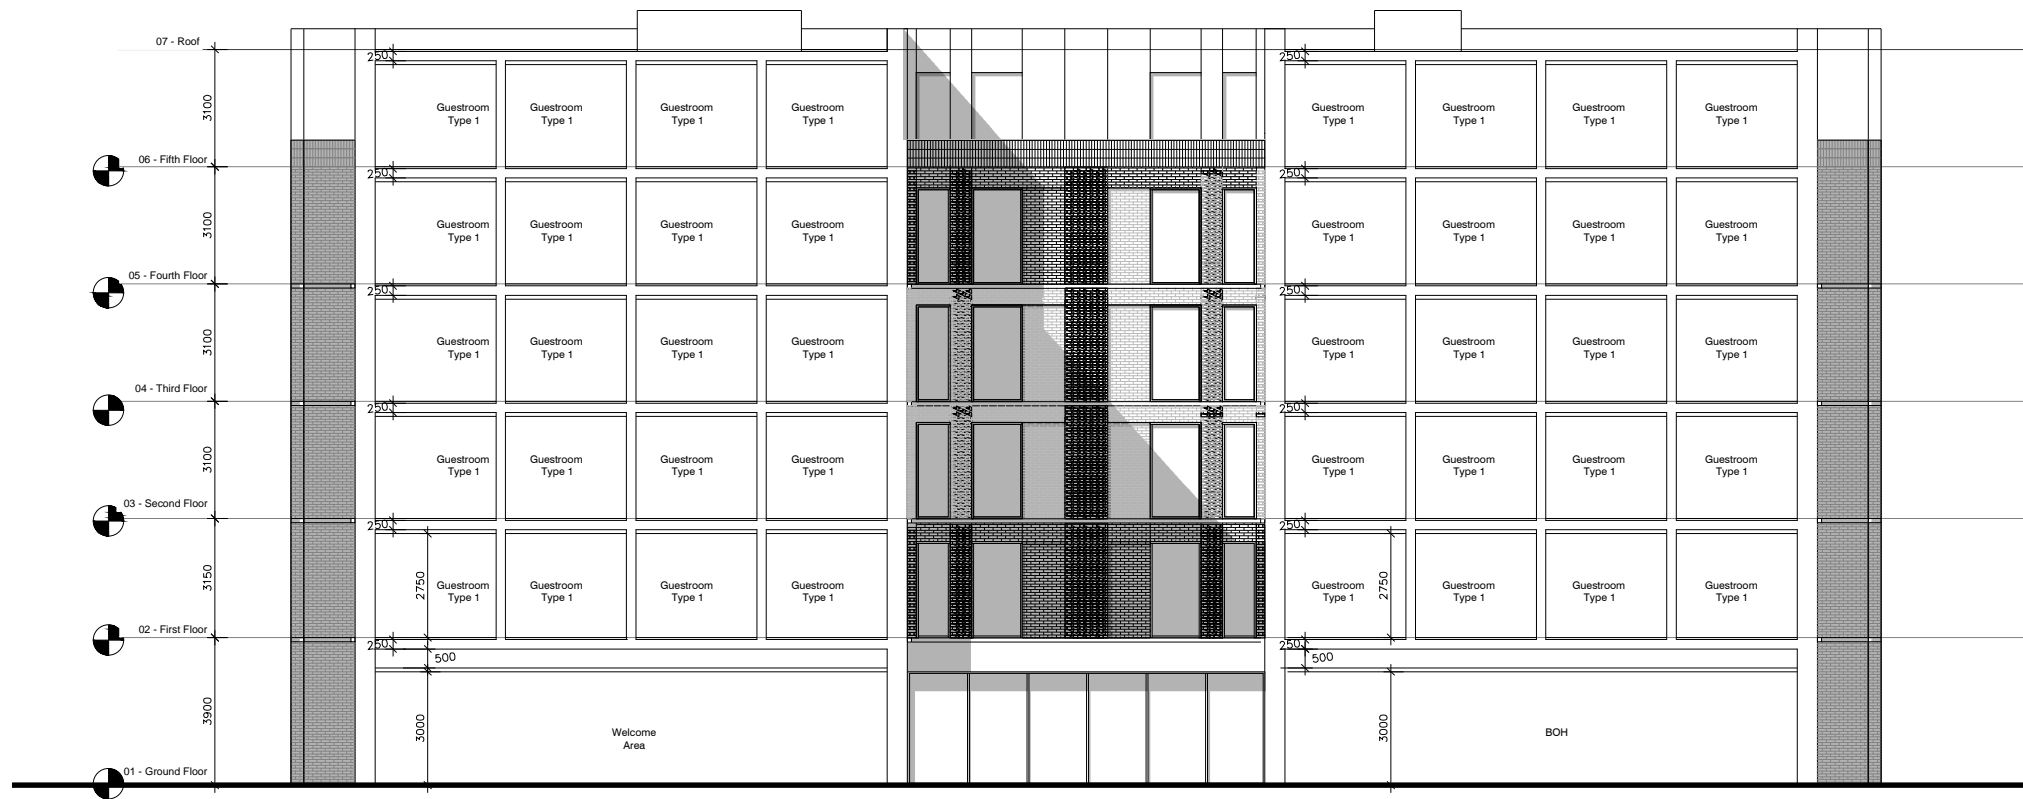 07 - Roof
250
250
3100
Guestroom Guestroom Guestroom Guestroom Guestroom Guestroom Guestroom Guestroom
Type 1 Type 1 Type 1 Type 1 Type 1 Type 1 Type 1 Type 1
06 - Fifth Floor
250
250
3100
Guestroom Guestroom Guestroom Guestroom Guestroom Guestroom Guestroom Guestroom
Type 1 Type 1 Type 1 Type 1 Type 1 Type 1 Type 1 Type 1
05 - Fourth Floor
250
250
3100
Guestroom Guestroom Guestroom Guestroom Guestroom Guestroom Guestroom Guestroom
Type 1 Type 1 Type 1 Type 1 Type 1 Type 1 Type 1 Type 1
04 - Third Floor
250
250
3100
Guestroom Guestroom Guestroom Guestroom Guestroom Guestroom Guestroom Guestroom
Type 1 Type 1 Type 1 Type 1 Type 1 Type 1 Type 1 Type 1
03 - Second Floor
250
250
3150
2750
Guestroom Guestroom Guestroom Guestroom Guestroom Guestroom Guestroom Guestroom
Type 1 Type 1 Type 1 Type 1 Type 1 Type 1 Type 1 Type 1
2750
02 - First Floor
250
500
250
500
3900
3000
Welcome
Area
3000
BOH
01 - Ground Floor